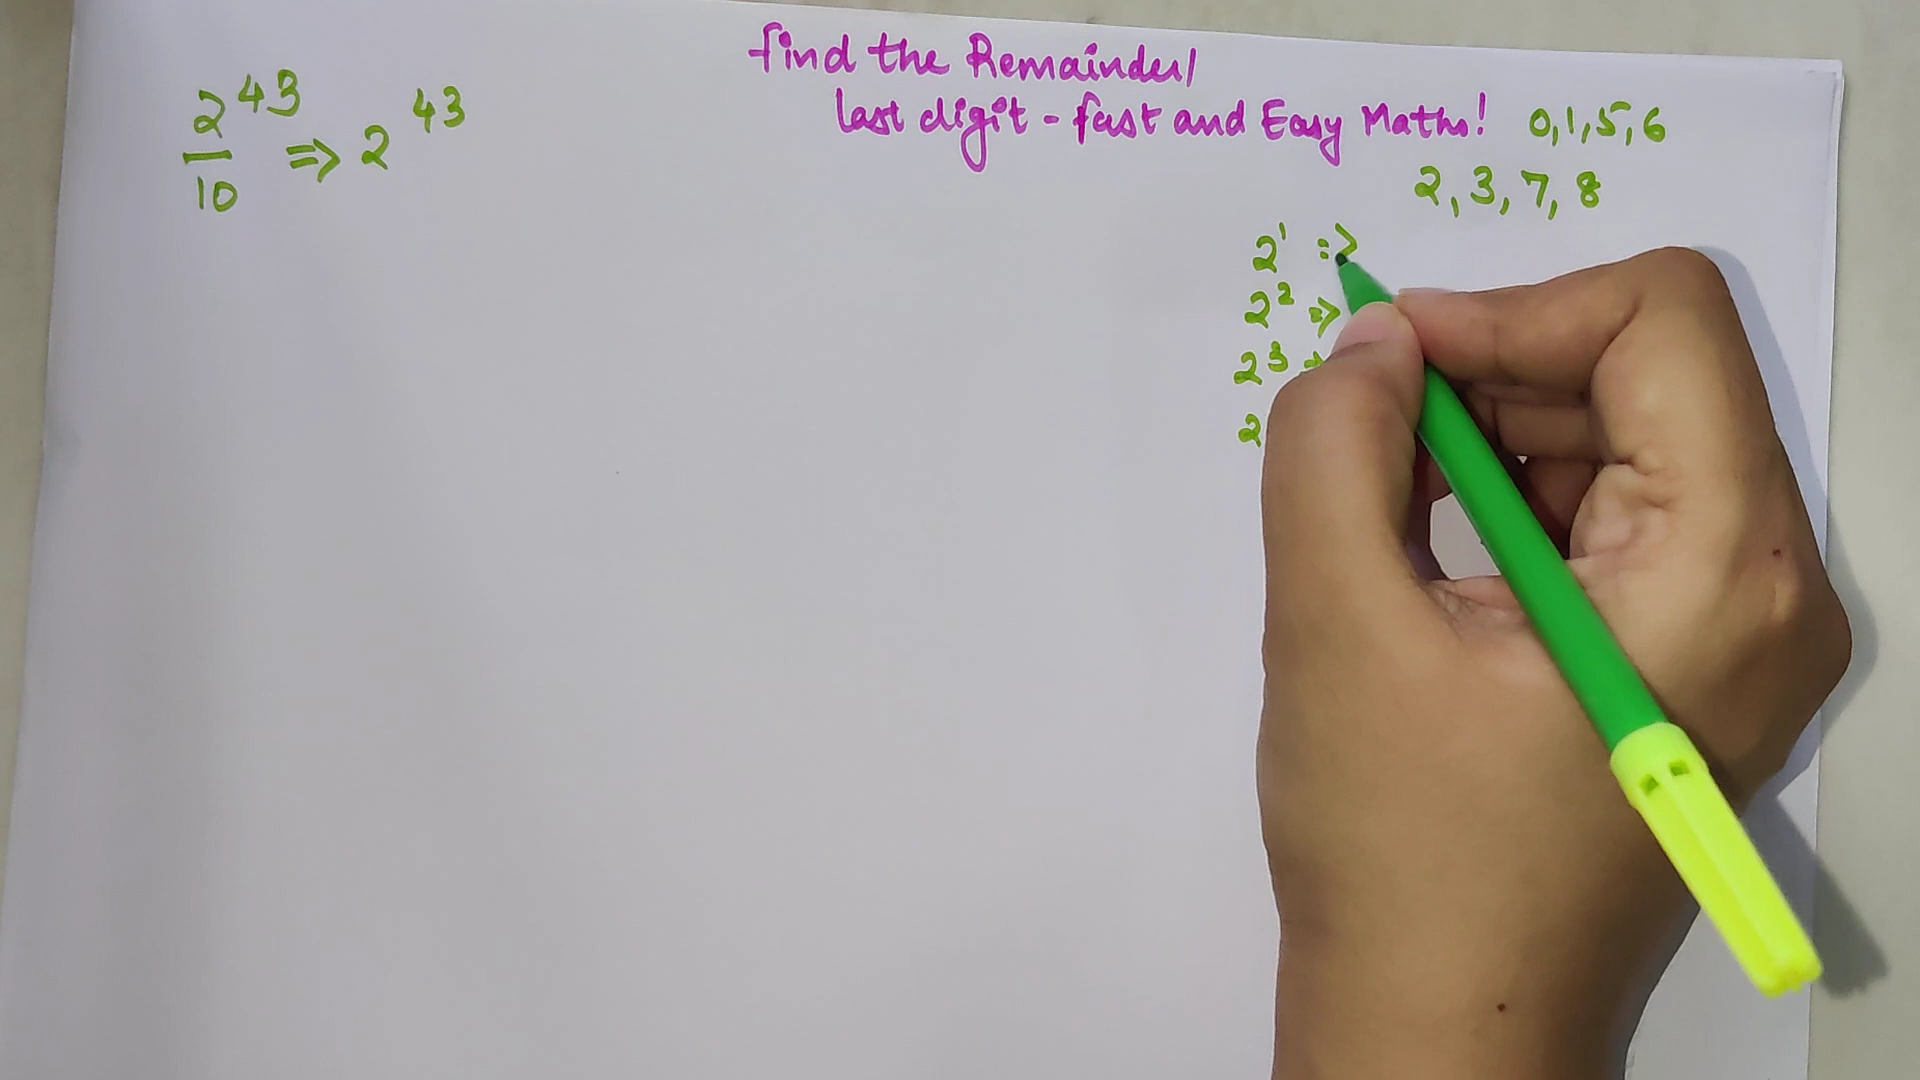 find the Remainder/
last digit - fast and Easy Maths! 0,1,5,6
2^43/10 => 2^43
2,3,7,8
2^1 =>
2^2 =>
2^3 =>
2